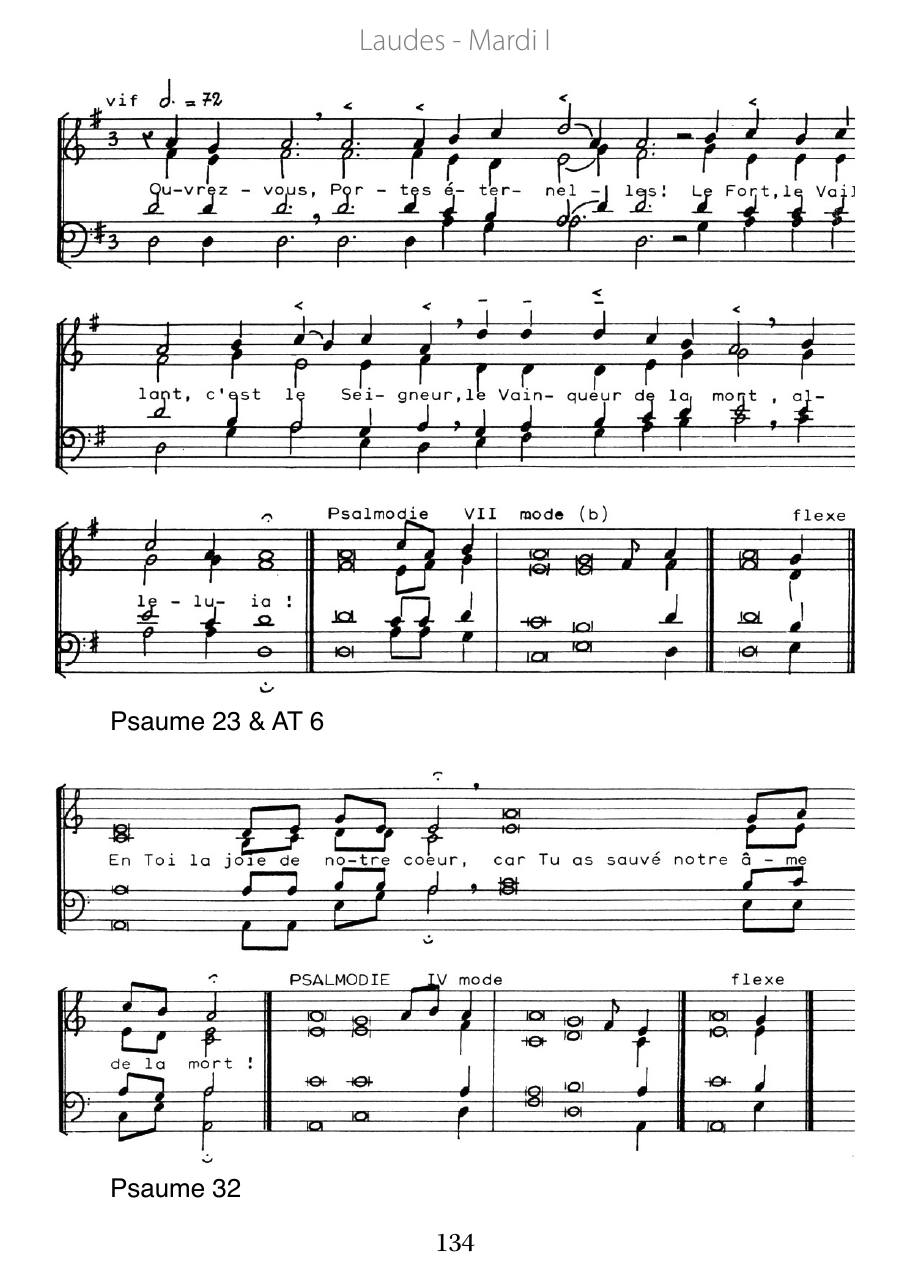 Laudes - Mardi I
vif = 72
3
Ou-vrez - vous, Por - tes é- ter- nel - les! Le Fort, le Vail
3
lant, c'est le Sei- gneur, le Vain- queur de la mort , al-
Psalmodie VII mode (b) flexe
le - lu- ia !
Psaume 23 & AT 6
En Toi la joie de no-tre coeur, car Tu as sauvé notre â - me
PSALMODIE IV mode flexe
de la mort !
Psaume 32
134